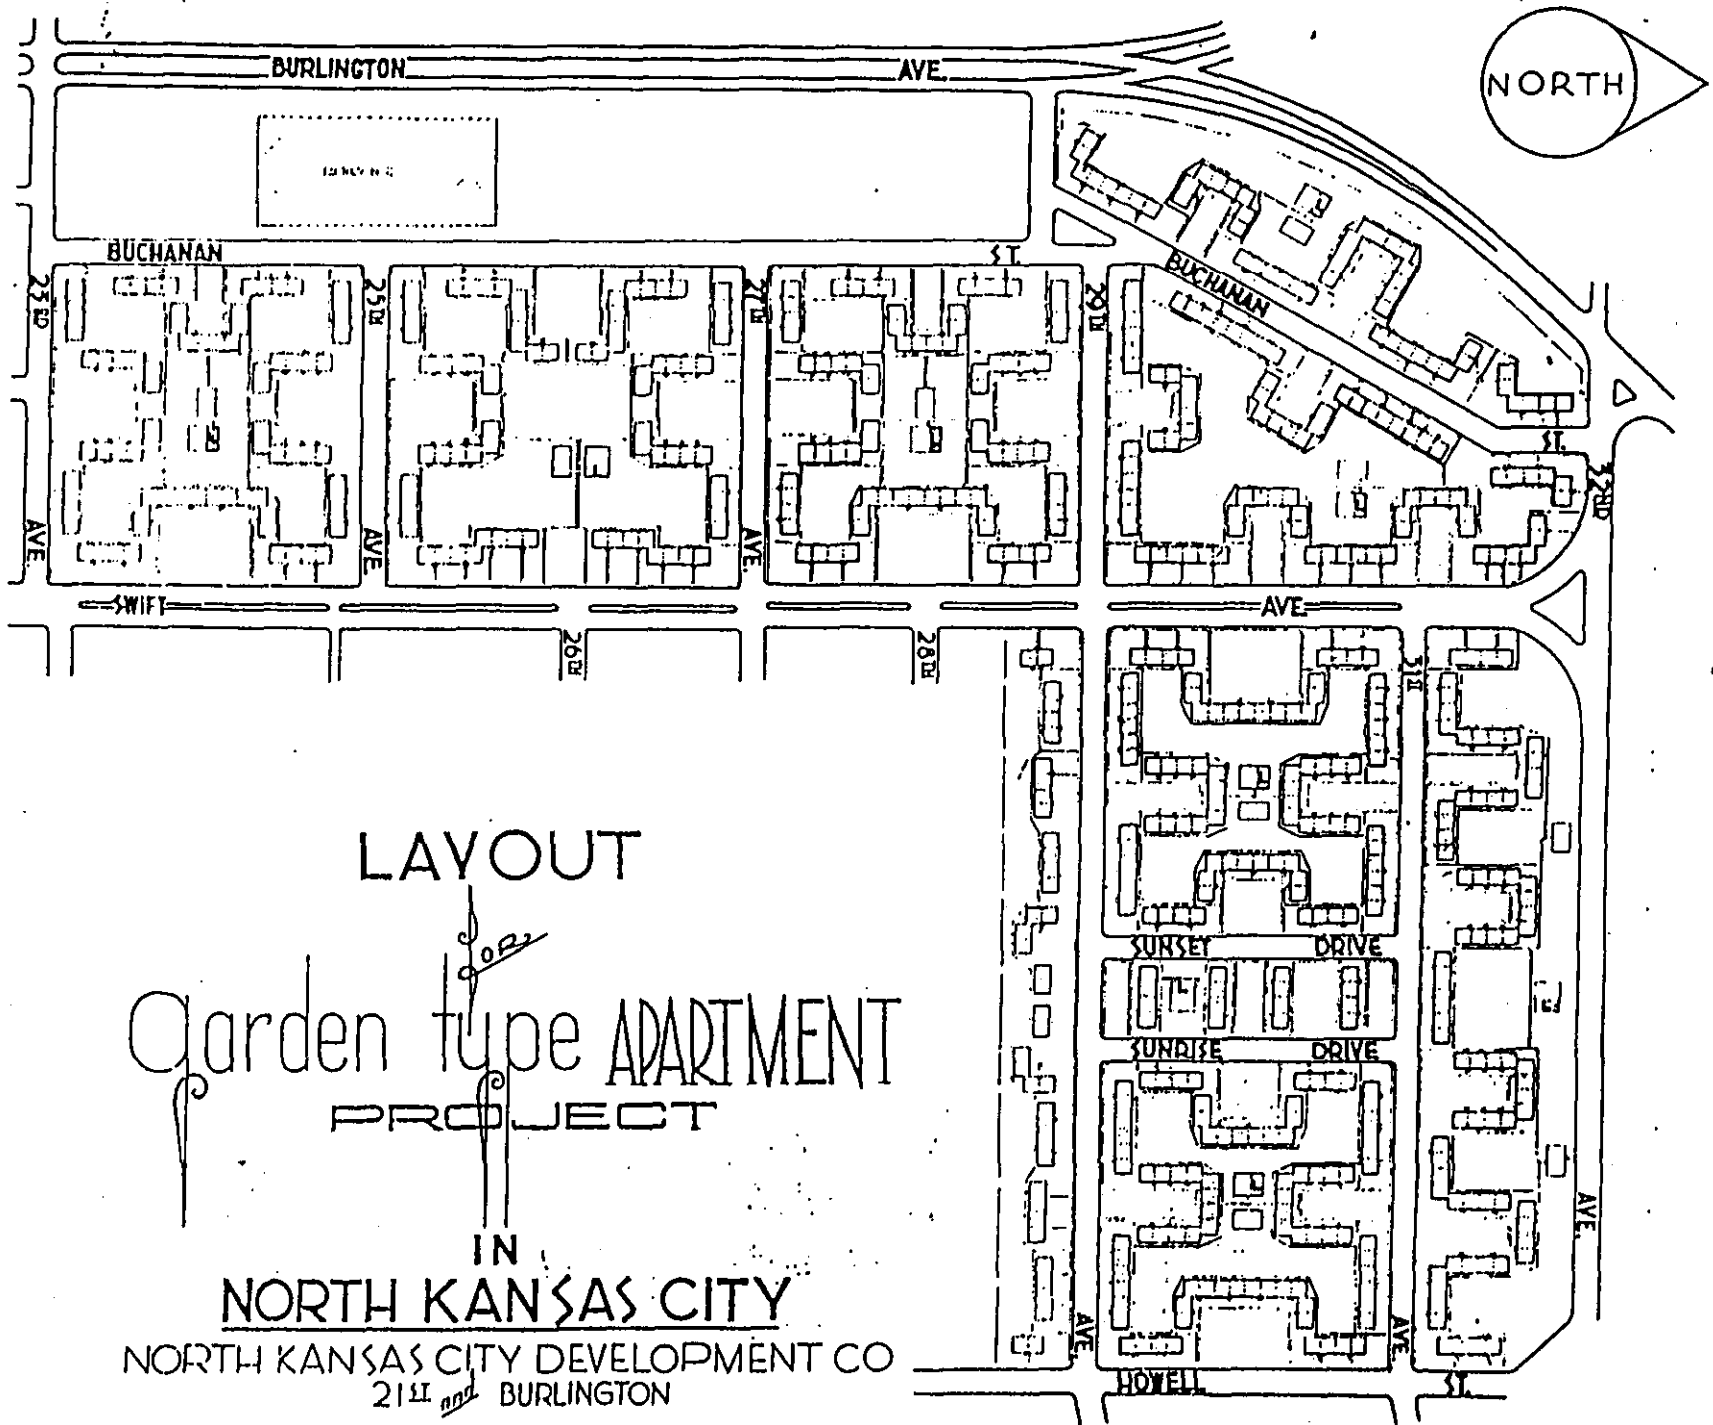 BURLINGTON AVE.
NORTH
BUCHANAN ST.
BUCHANAN ST.
23RD AVE.
25TH AVE.
27TH AVE.
29TH AVE.
32ND AVE.
SWIFT AVE.
26TH
28TH
31ST AVE.
SUNSET DRIVE
SUNRISE DRIVE
HOWELL ST.
LAYOUT
FOR
garden type APARTMENT
PROJECT
IN
NORTH KANSAS CITY
NORTH KANSAS CITY DEVELOPMENT CO
21ST and BURLINGTON